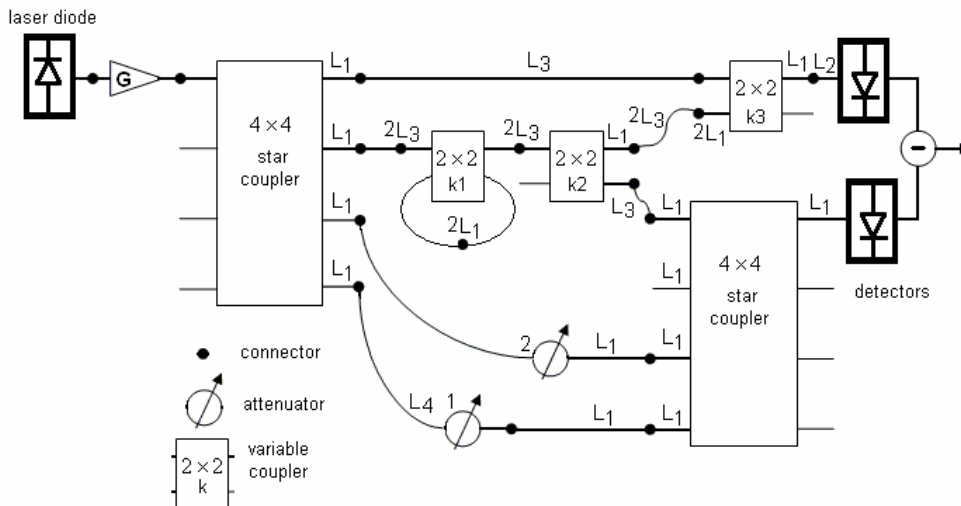 laser diode
G
L₁
L₃
L₁ L₂
2×2
k3
4×4
star
coupler
L₁
2L₃
2L₃
L₁
2L₃
2L₁
2×2
k1
2×2
k2
2L₁
L₃
L₁
L₁
L₁
L₁
4×4
star
coupler
L₁
detectors
2
L₁
L₁
L₄
1
L₁
L₁
connector
attenuator
2×2
k
variable
coupler